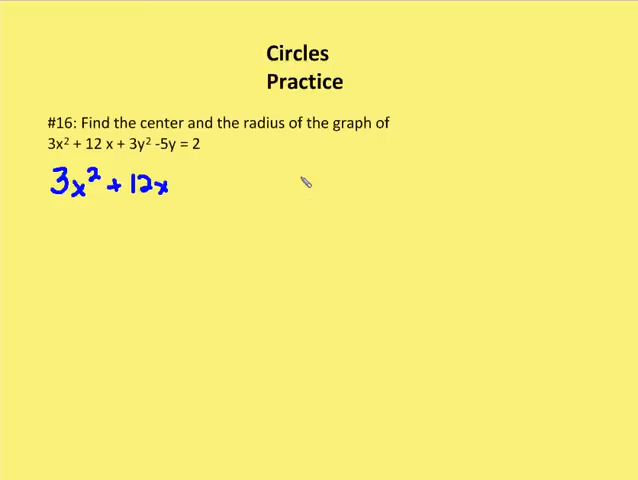 Circles
Practice
#16: Find the center and the radius of the graph of
3x² + 12 x + 3y² -5y = 2
3x² + 12x